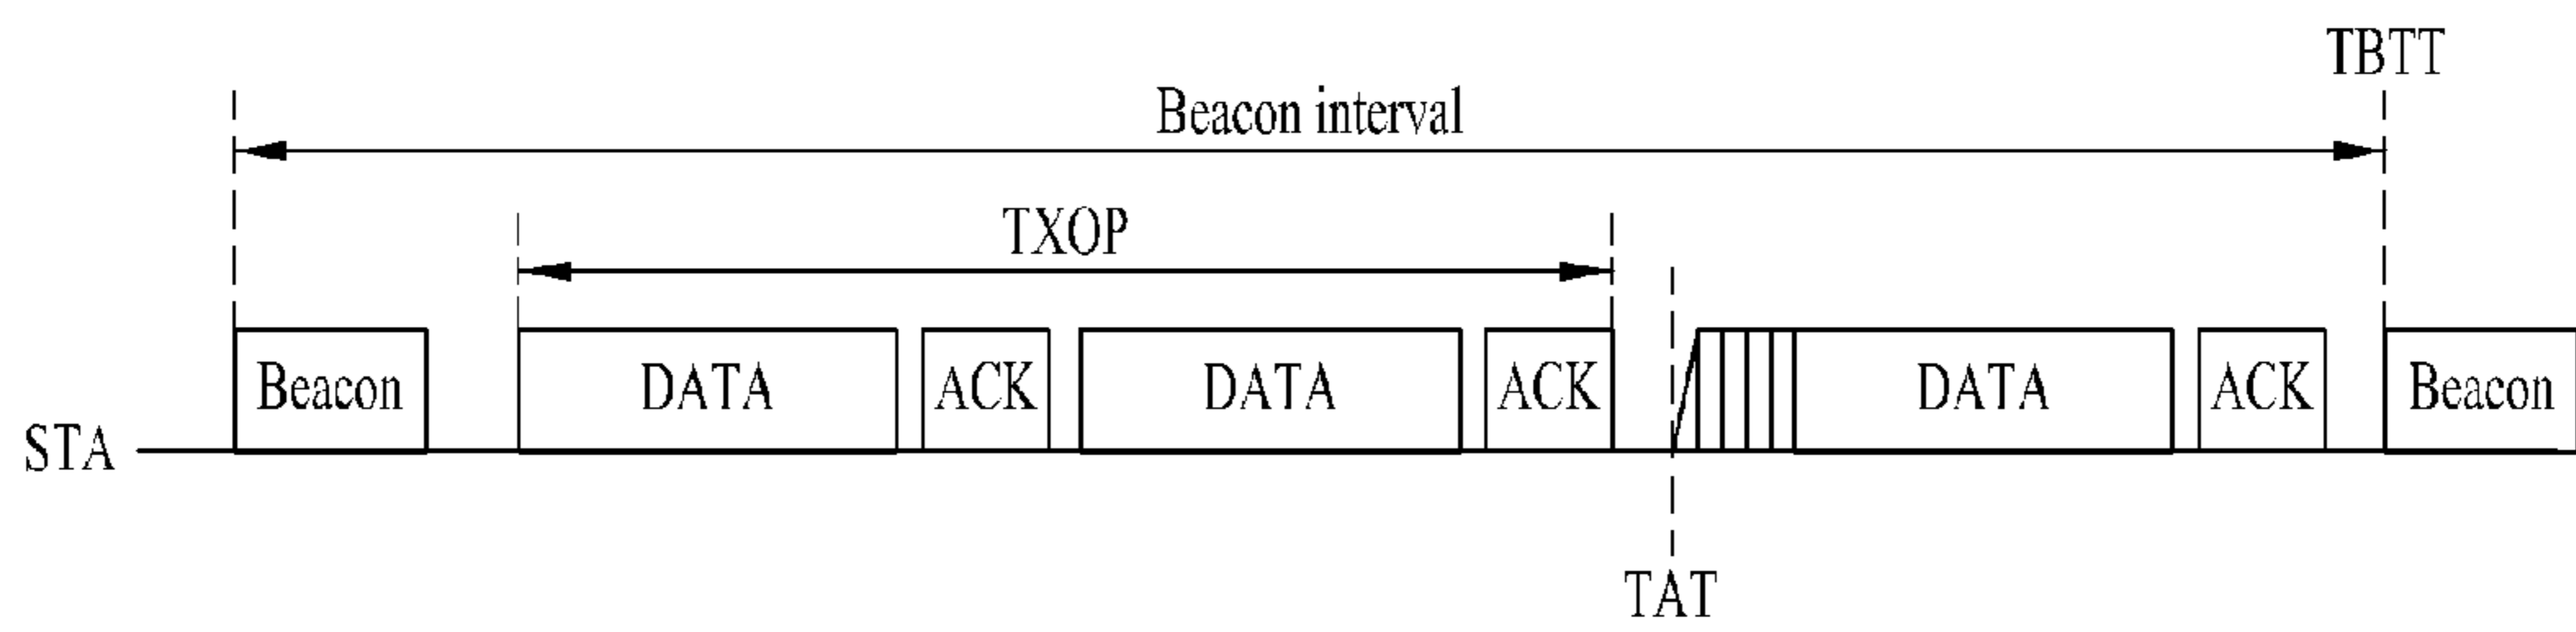 TBTT
Beacon interval
TXOP
Beacon DATA ACK DATA ACK DATA ACK Beacon
STA
TAT